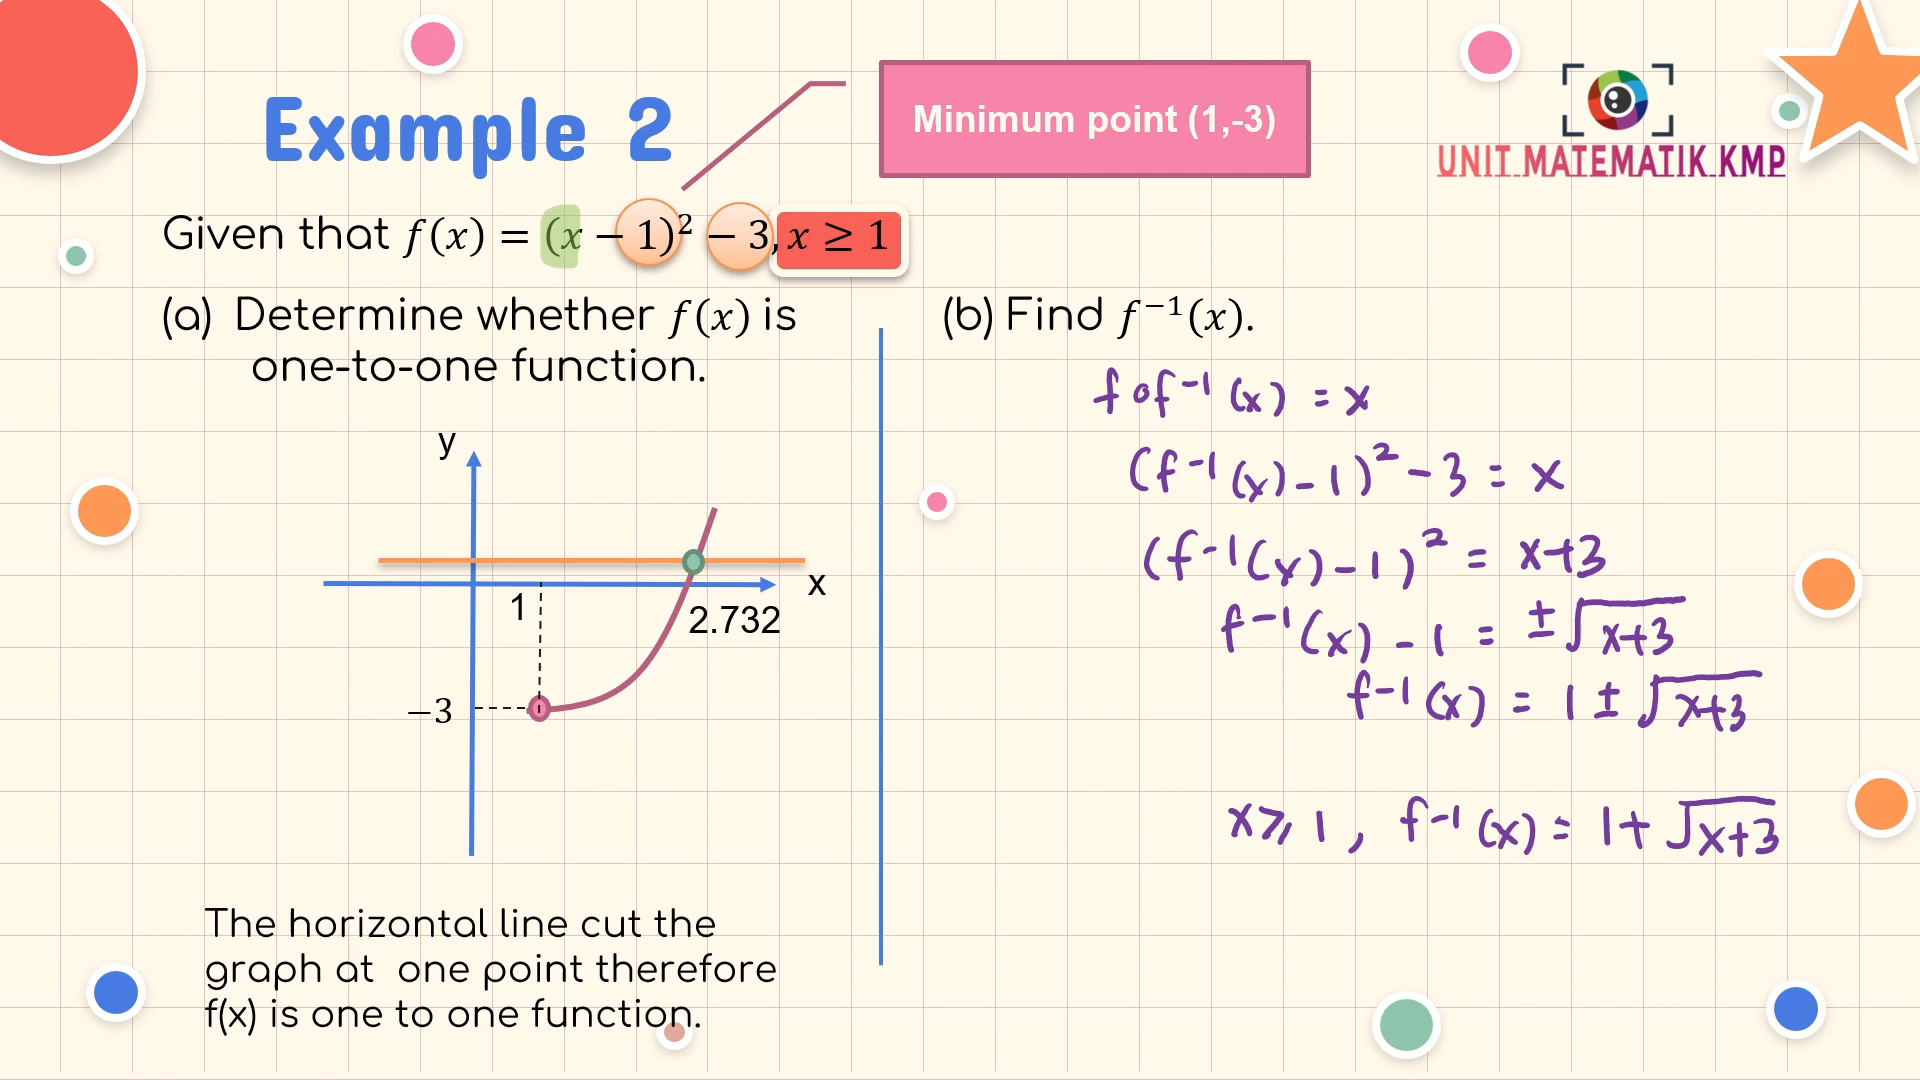 Example 2
Minimum point (1,-3)
UNIT.MATEMATIK.KMP
Given that f(x) = (x − 1)² − 3, x ≥ 1
(a) Determine whether f(x) is
one-to-one function.
(b) Find f⁻¹(x).
y
x
1
2.732
−3
The horizontal line cut the
graph at one point therefore
f(x) is one to one function.
f o f⁻¹(x) = x
(f⁻¹(x) − 1)² − 3 = x
(f⁻¹(x) − 1)² = x+3
f⁻¹(x) − 1 = ±√(x+3)
f⁻¹(x) = 1 ± √(x+3)
x ⩾ 1, f⁻¹(x) = 1 + √(x+3)